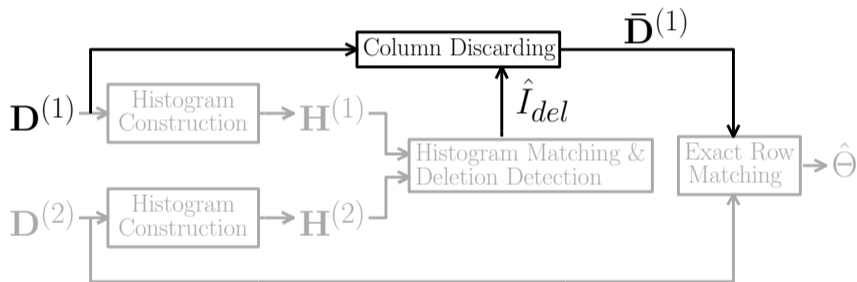 Column Discarding
D̄^(1)
D^(1)
Histogram
Construction
H^(1)
Î_del
Histogram Matching &
Deletion Detection
Exact Row
Matching
Θ̂
D^(2)
Histogram
Construction
H^(2)